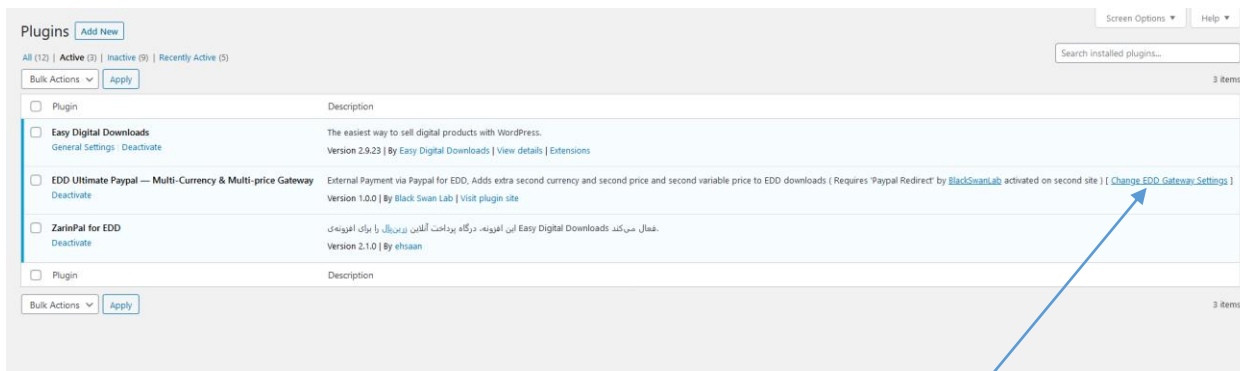 Screen Options ▼ Help ▼
Plugins Add New
All (12) | Active (3) | Inactive (9) | Recently Active (5)
Search installed plugins...
Bulk Actions Apply
3 items
Plugin Description
Easy Digital Downloads The easiest way to sell digital products with WordPress.
General Settings | Deactivate Version 2.9.23 | By Easy Digital Downloads | View details | Extensions
EDD Ultimate Paypal — Multi-Currency & Multi-price Gateway External Payment via Paypal for EDD, Adds extra second currency and second price and second variable price to EDD downloads ( Requires 'Paypal Redirect' by BlackSwanLab activated on second site ) [ Change EDD Gateway Settings ]
Deactivate Version 1.0.0 | By Black Swan Lab | Visit plugin site
ZarinPal for EDD این افزونه، درگاه پرداخت آنلاین زرین‌پال را برای افزونه‌ی Easy Digital Downloads فعال می‌کند.
Deactivate Version 2.1.0 | By ehsaan
Plugin Description
Bulk Actions Apply
3 items